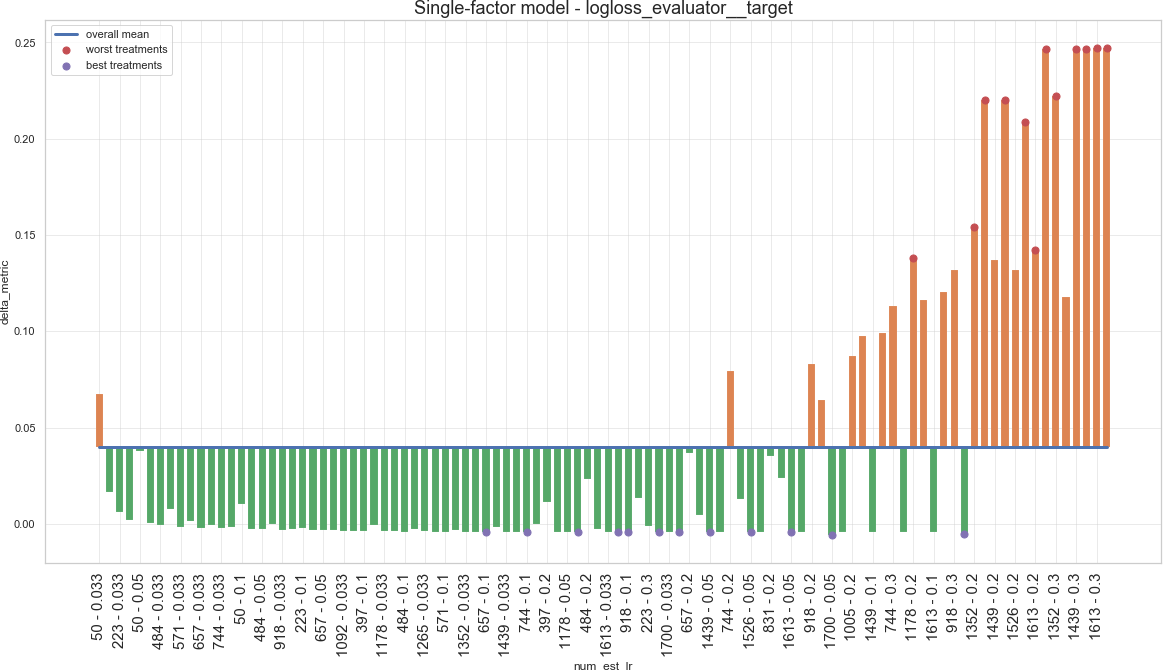 Single-factor model - logloss_evaluator__target
overall mean
worst treatments
best treatments
delta_metric
0.25
0.20
0.15
0.10
0.05
0.00
50 - 0.033
223 - 0.033
50 - 0.05
484 - 0.033
571 - 0.033
657 - 0.033
744 - 0.033
50 - 0.1
484 - 0.05
918 - 0.033
223 - 0.1
657 - 0.05
1092 - 0.033
397 - 0.1
1178 - 0.033
484 - 0.1
1265 - 0.033
571 - 0.1
1352 - 0.033
657 - 0.1
1439 - 0.033
744 - 0.1
397 - 0.2
1178 - 0.05
484 - 0.2
1613 - 0.033
918 - 0.1
223 - 0.3
1700 - 0.033
657 - 0.2
1439 - 0.05
744 - 0.2
1526 - 0.05
831 - 0.2
1613 - 0.05
918 - 0.2
1700 - 0.05
1005 - 0.2
1439 - 0.1
744 - 0.3
1178 - 0.2
1613 - 0.1
918 - 0.3
1352 - 0.2
1439 - 0.2
1526 - 0.2
1613 - 0.2
1352 - 0.3
1439 - 0.3
1613 - 0.3
num_est_lr